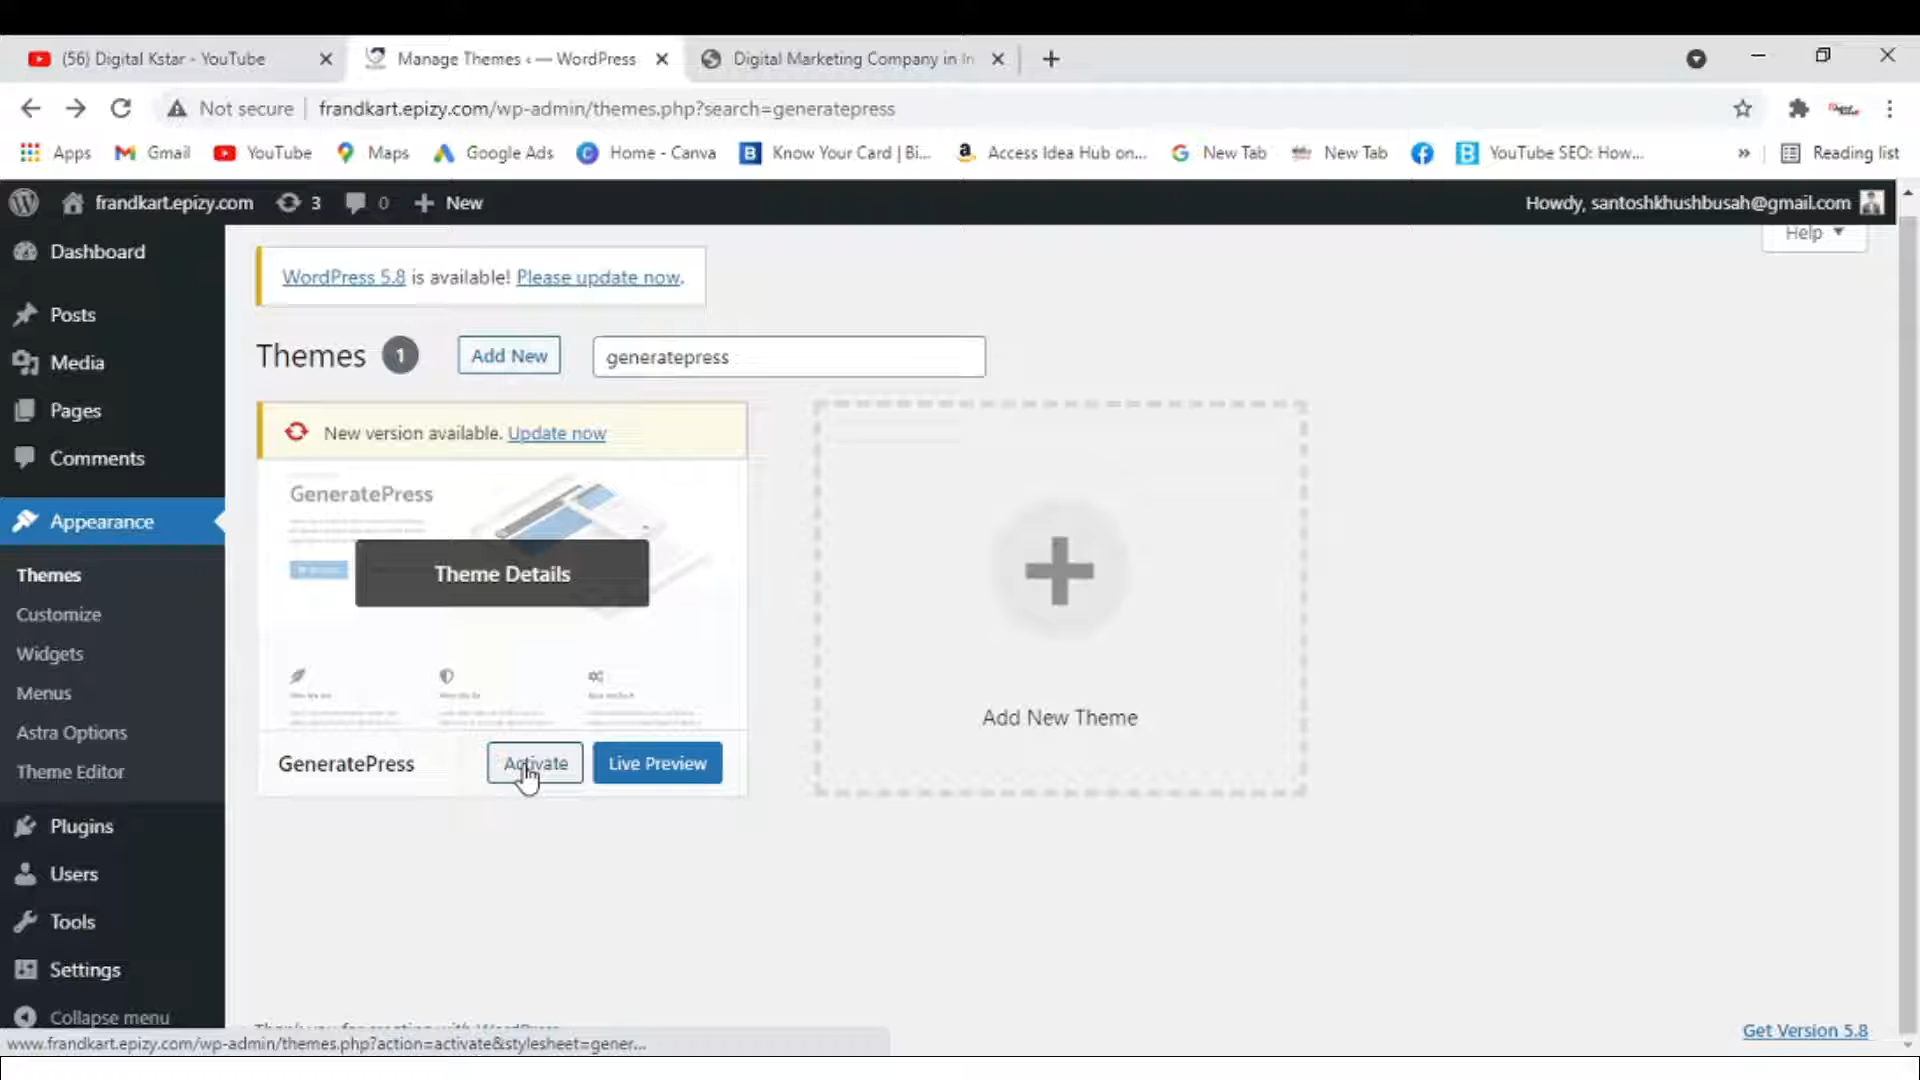 (56) Digital Kstar - YouTube
Manage Themes ‹ — WordPress
Digital Marketing Company in In
Not secure
frandkart.epizy.com/wp-admin/themes.php?search=generatepress
Apps
Gmail
YouTube
Maps
Google Ads
Home - Canva
Know Your Card | Bi...
Access Idea Hub on...
New Tab
New Tab
YouTube SEO: How...
»
Reading list
frandkart.epizy.com
3
0
New
Howdy, santoshkhushbusah@gmail.com
Help
Dashboard
Posts
Media
Pages
Comments
Appearance
Themes
Customize
Widgets
Menus
Astra Options
Theme Editor
Plugins
Users
Tools
Settings
Collapse menu
WordPress 5.8 is available! Please update now.
Themes 1
Add New
generatepress
New version available. Update now
GeneratePress
Theme Details
GeneratePress
Activate
Live Preview
Add New Theme
Get Version 5.8
www.frandkart.epizy.com/wp-admin/themes.php?action=activate&stylesheet=gener...